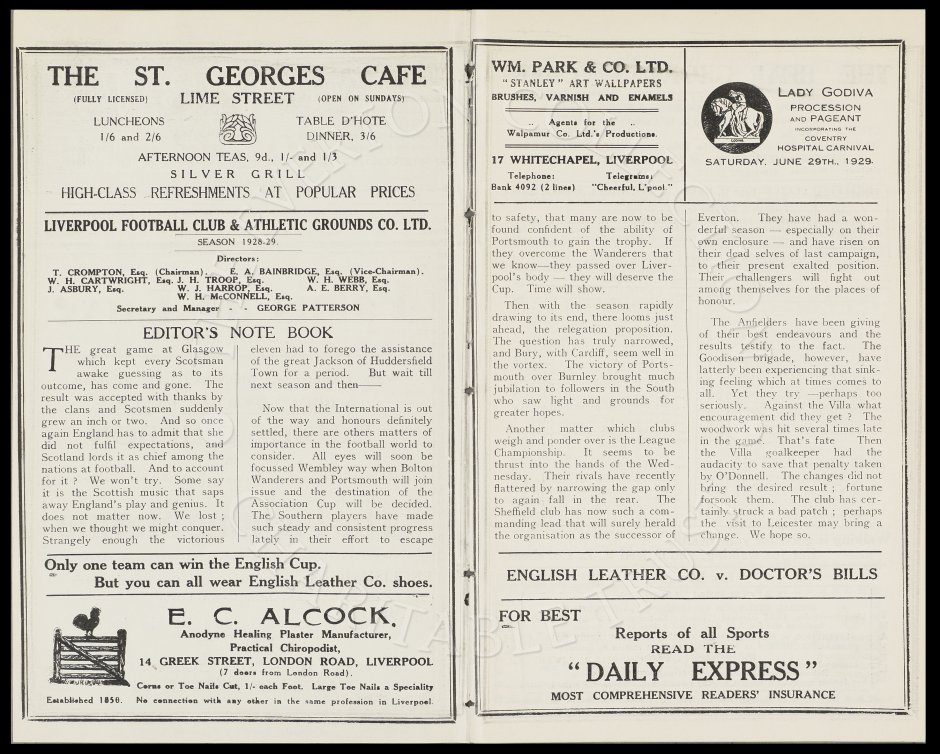 THE ST. GEORGES CAFE
(FULLY LICENSED) LIME STREET (OPEN ON SUNDAYS)
LUNCHEONS
1/6 and 2/6
TABLE D'HOTE
DINNER, 3/6
AFTERNOON TEAS, 9d., 1/- and 1/3
SILVER GRILL
HIGH-CLASS REFRESHMENTS AT POPULAR PRICES
LIVERPOOL FOOTBALL CLUB & ATHLETIC GROUNDS CO. LTD.
SEASON 1928-29.
Directors:
T. CROMPTON, Esq. (Chairman). E. A. BAINBRIDGE, Esq. (Vice-Chairman).
W. H. CARTWRIGHT, Esq. J. H. TROOP, Esq. W. H. WEBB, Esq.
J. ASBURY, Esq. W. J. HARROP, Esq. A. E. BERRY, Esq.
W. H. McCONNELL, Esq.
Secretary and Manager - - GEORGE PATTERSON
EDITOR'S NOTE BOOK
THE great game at Glasgow
which kept every Scotsman
awake guessing as to its
outcome, has come and gone. The
result was accepted with thanks by
the clans and Scotsmen suddenly
grew an inch or two. And so once
again England has to admit that she
did not fulfil expectations, and
Scotland lords it as chief among the
nations at football. And to account
for it ? We won't try. Some say
it is the Scottish music that saps
away England's play and genius. It
does not matter now. We lost ;
when we thought we might conquer.
Strangely enough the victorious
eleven had to forego the assistance
of the great Jackson of Huddersfield
Town for a period. But wait till
next season and then——
Now that the International is out
of the way and honours definitely
settled, there are others matters of
importance in the football world to
consider. All eyes will soon be
focussed Wembley way when Bolton
Wanderers and Portsmouth will join
issue and the destination of the
Association Cup will be decided.
The Southern players have made
such steady and consistent progress
lately in their effort to escape
Only one team can win the English Cup.
But you can all wear English Leather Co. shoes.
E. C. ALCOCK,
Anodyne Healing Plaster Manufacturer,
Practical Chiropodist,
14 GREEK STREET, LONDON ROAD, LIVERPOOL
(7 doors from London Road).
Corns or Toe Nails Cut, 1/- each Foot. Large Toe Nails a Speciality
Established 1850. No connection with any other in the same profession in Liverpool.
WM. PARK & CO. LTD.
"STANLEY" ART WALLPAPERS
BRUSHES, VARNISH AND ENAMELS
.. Agents for the ..
Walpamur Co. Ltd.'s Productions.
17 WHITECHAPEL, LIVERPOOL
Telephone: Telegrams:
Bank 4092 (2 lines) "Cheerful, L'pool."
LADY GODIVA
PROCESSION
and PAGEANT
INCORPORATING THE
COVENTRY
HOSPITAL CARNIVAL
SATURDAY, JUNE 29TH., 1929.
to safety, that many are now to be
found confident of the ability of
Portsmouth to gain the trophy. If
they overcome the Wanderers that
we know—they passed over Liver-
pool's body — they will deserve the
Cup. Time will show.
Then with the season rapidly
drawing to its end, there looms just
ahead, the relegation proposition.
The question has truly narrowed,
and Bury, with Cardiff, seem well in
the vortex. The victory of Ports-
mouth over Burnley brought much
jubilation to followers in the South
who saw light and grounds for
greater hopes.
Another matter which clubs
weigh and ponder over is the League
Championship. It seems to be
thrust into the hands of the Wed-
nesday. Their rivals have recently
flattered by narrowing the gap only
to again fall in the rear. The
Sheffield club has now such a com-
manding lead that will surely herald
the organisation as the successor of
Everton. They have had a won-
derful season — especially on their
own enclosure — and have risen on
their dead selves of last campaign,
to their present exalted position.
Their challengers will fight out
among themselves for the places of
honour.
The Anfielders have been giving
of their best endeavours and the
results testify to the fact. The
Goodison brigade, however, have
latterly been experiencing that sink-
ing feeling which at times comes to
all. Yet they try —perhaps too
seriously. Against the Villa what
encouragement did they get ? The
woodwork was hit several times late
in the game. That's fate Then
the Villa goalkeeper had the
audacity to save that penalty taken
by O'Donnell. The changes did not
bring the desired result ; fortune
forsook them. The club has cer-
tainly struck a bad patch ; perhaps
the visit to Leicester may bring a
change. We hope so.
ENGLISH LEATHER CO. v. DOCTOR'S BILLS
FOR BEST
Reports of all Sports
READ THE
"DAILY EXPRESS"
MOST COMPREHENSIVE READERS' INSURANCE